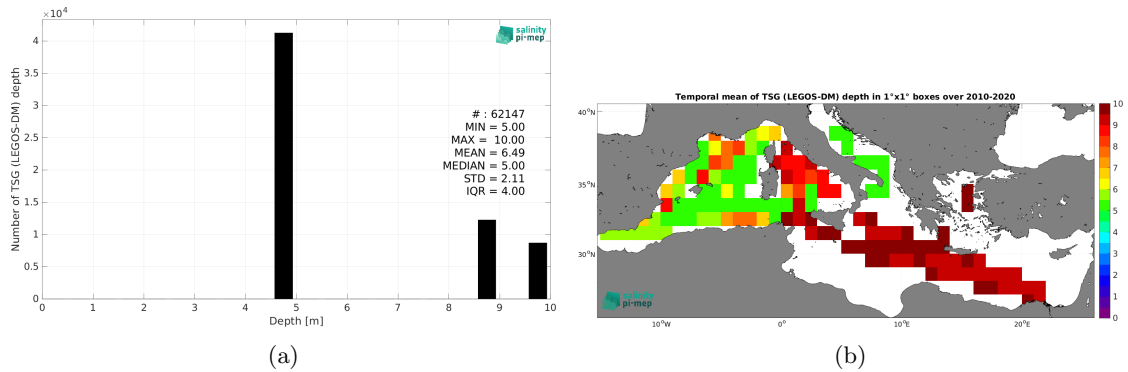 ×10⁴
4
3.5
3
2.5
2
1.5
1
0.5
0
Number of TSG (LEGOS-DM) depth
salinity
pi-mep
# : 62147
MIN = 5.00
MAX = 10.00
MEAN = 6.49
MEDIAN = 5.00
STD = 2.11
IQR = 4.00
0 1 2 3 4 5 6 7 8 9 10
Depth [m]
(a)
Temporal mean of TSG (LEGOS-DM) depth in 1°x1° boxes over 2010-2020
40°N
35°N
30°N
10°W 0° 10°E 20°E
salinity
pi-mep
10
9
8
7
6
5
4
3
2
1
0
(b)